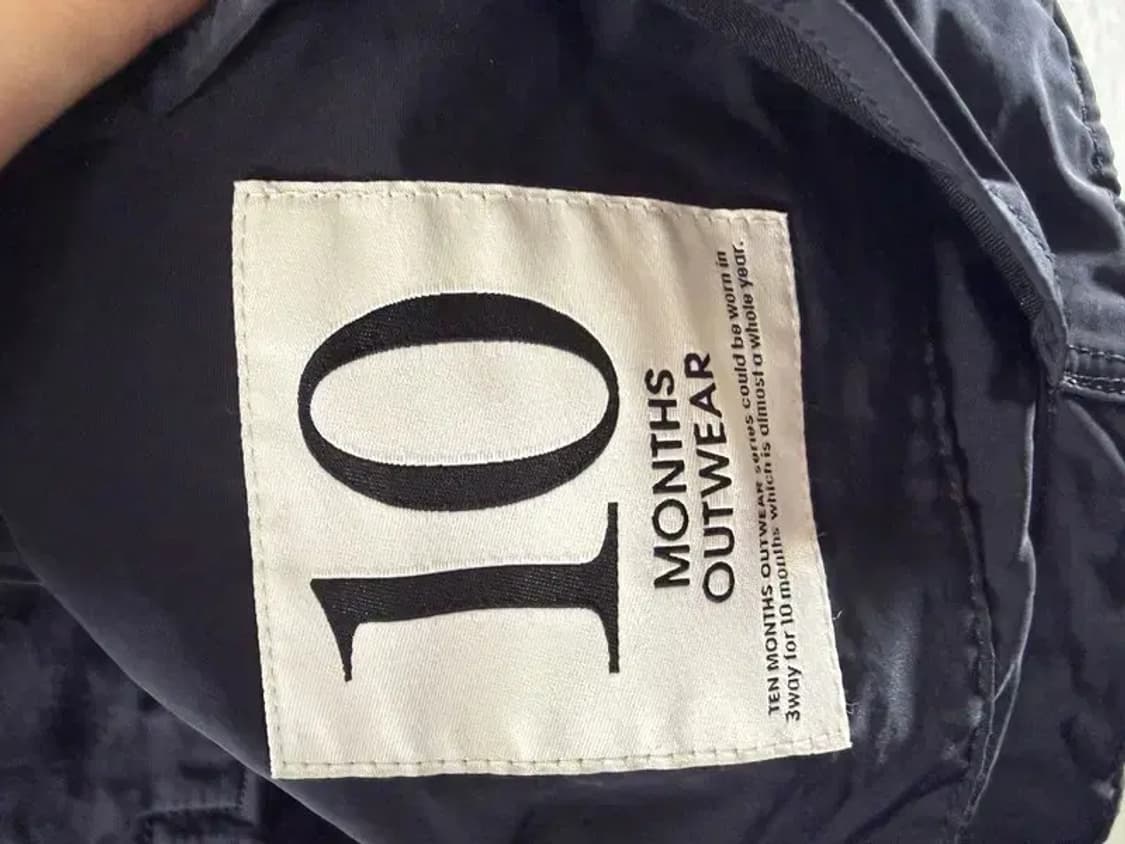 10
MONTHS
OUTWEAR
TEN MONTHS OUTWEAR series could be worn in
3way for 10 months which is almost a whole year.